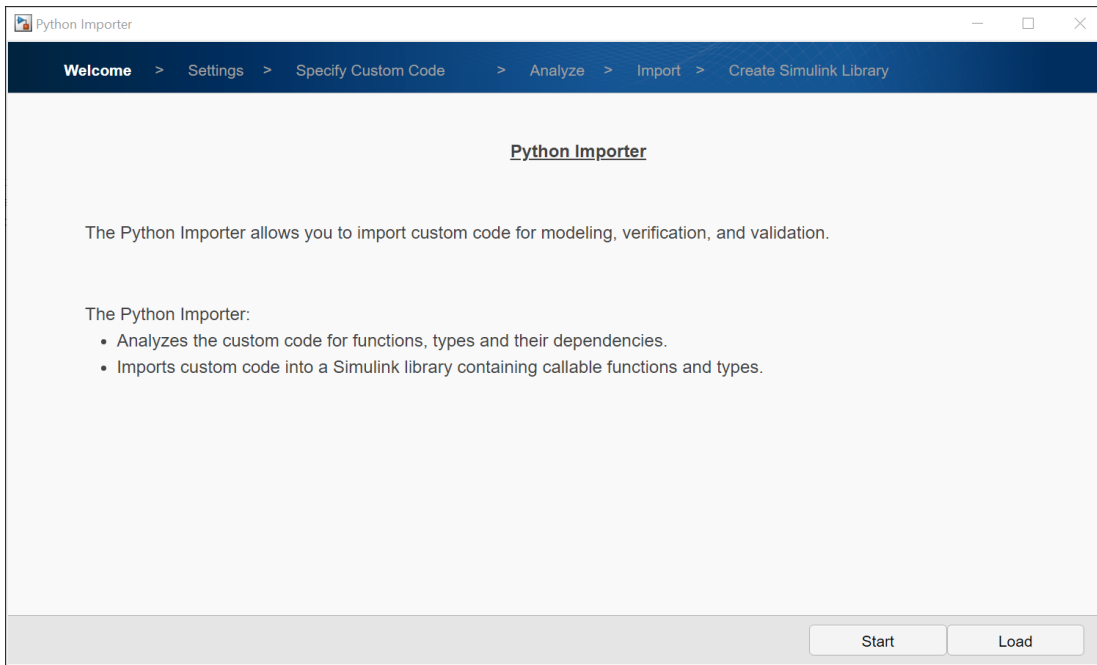 Python Importer
Welcome > Settings > Specify Custom Code > Analyze > Import > Create Simulink Library
Python Importer
The Python Importer allows you to import custom code for modeling, verification, and validation.
The Python Importer:
• Analyzes the custom code for functions, types and their dependencies.
• Imports custom code into a Simulink library containing callable functions and types.
Start Load